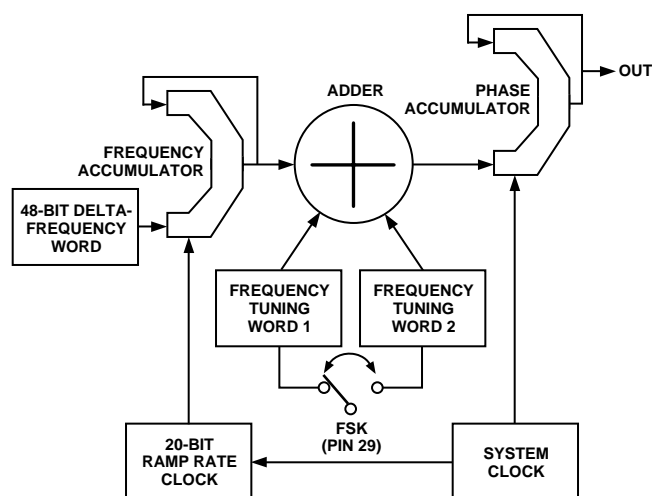 OUT
PHASE
ACCUMULATOR
ADDER
FREQUENCY
ACCUMULATOR
48-BIT DELTA-
FREQUENCY
WORD
FREQUENCY
TUNING
WORD 1
FREQUENCY
TUNING
WORD 2
FSK
(PIN 29)
20-BIT
RAMP RATE
CLOCK
SYSTEM
CLOCK